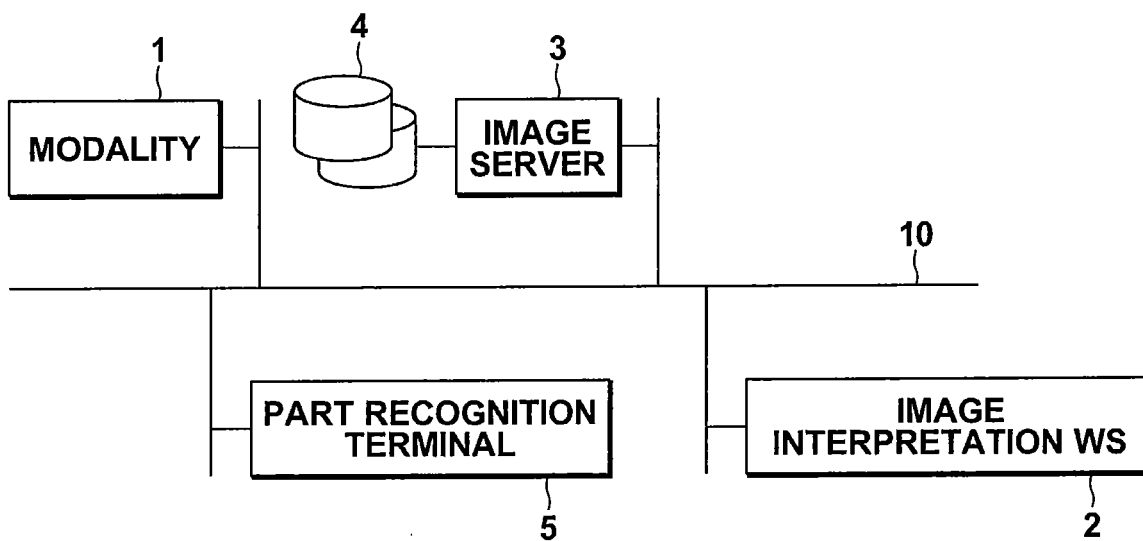 1
4
3
MODALITY
IMAGE
SERVER
10
PART RECOGNITION
TERMINAL
IMAGE
INTERPRETATION WS
5
2